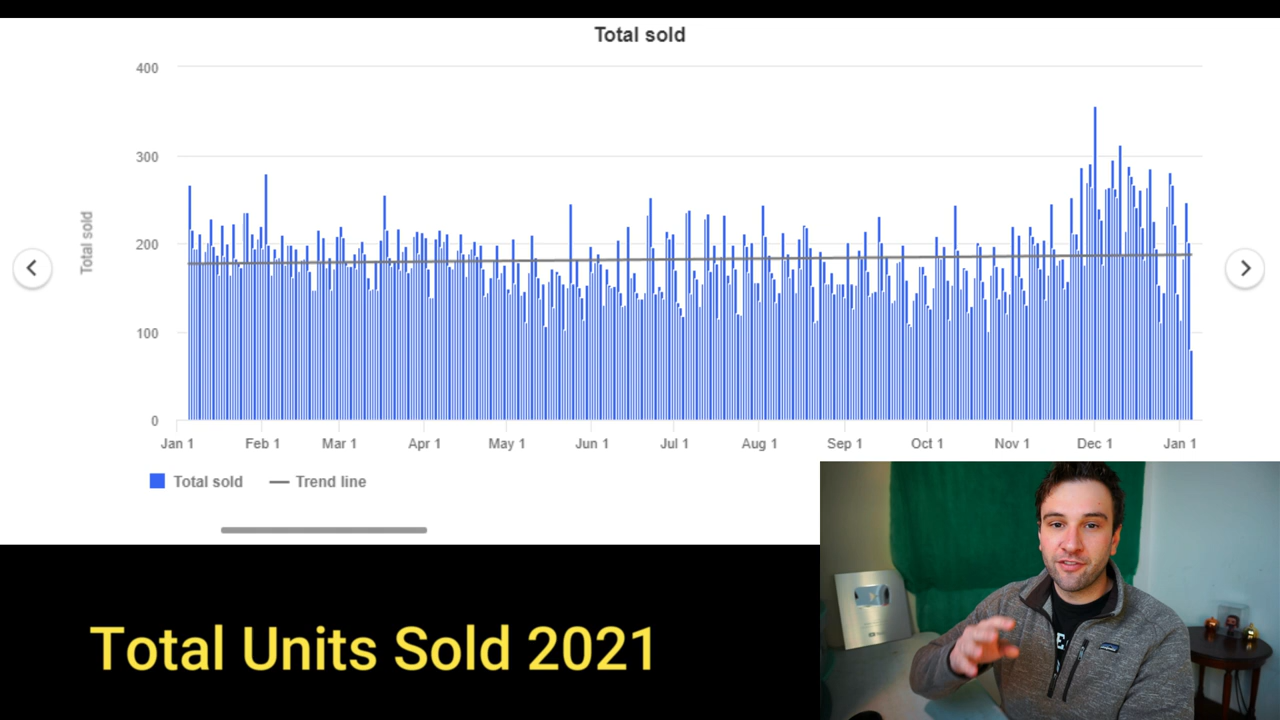 Total sold
400
300
200
100
0
Total sold
Jan 1 Feb 1 Mar 1 Apr 1 May 1 Jun 1 Jul 1 Aug 1 Sep 1 Oct 1 Nov 1 Dec 1 Jan 1
Total sold Trend line
Total Units Sold 2021